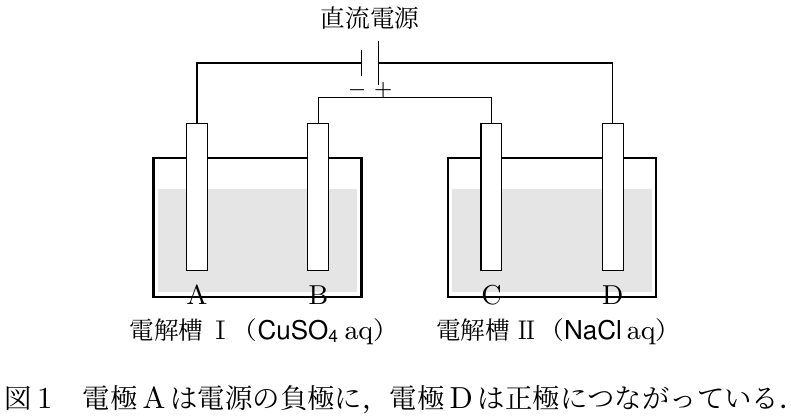 直流電源
− +
A B C D
電解槽 I（CuSO₄ aq） 電解槽 II（NaCl aq）
図1　電極 A は電源の負極に，電極 D は正極につながっている．